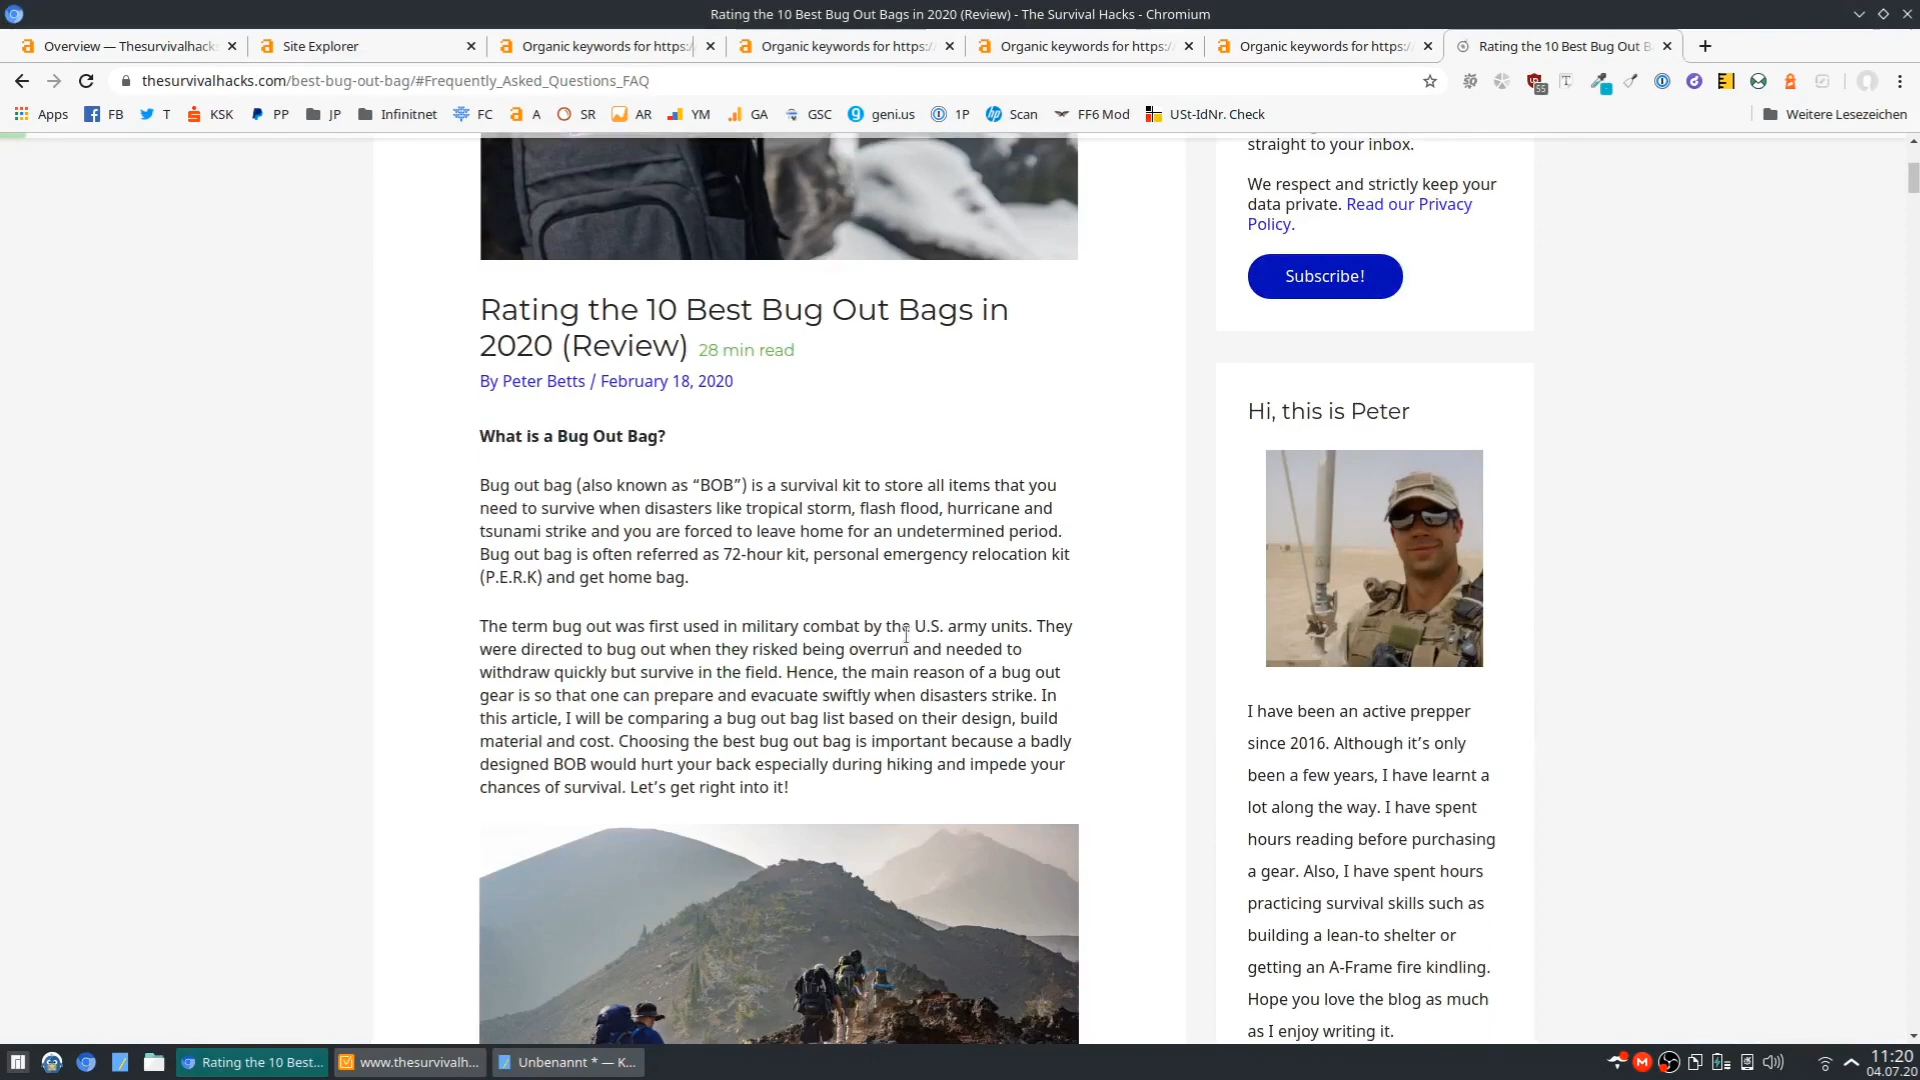 Rating the 10 Best Bug Out Bags in 2020 (Review) - The Survival Hacks - Chromium
Overview — Thesurvivalhack
Site Explorer
Organic keywords for https:/
Organic keywords for https:/
Organic keywords for https:/
Organic keywords for https:/
Rating the 10 Best Bug Out B
thesurvivalhacks.com/best-bug-out-bag/#Frequently_Asked_Questions_FAQ
55
Apps
FB
T
KSK
PP
JP
Infinitnet
FC
A
SR
AR
YM
GA
GSC
geni.us
1P
Scan
FF6 Mod
USt-IdNr. Check
Weitere Lesezeichen
Rating the 10 Best Bug Out Bags in
2020 (Review) 28 min read
By Peter Betts / February 18, 2020
What is a Bug Out Bag?
Bug out bag (also known as “BOB”) is a survival kit to store all items that you
need to survive when disasters like tropical storm, flash flood, hurricane and
tsunami strike and you are forced to leave home for an undetermined period.
Bug out bag is often referred as 72-hour kit, personal emergency relocation kit
(P.E.R.K) and get home bag.
The term bug out was first used in military combat by the U.S. army units. They
were directed to bug out when they risked being overrun and needed to
withdraw quickly but survive in the field. Hence, the main reason of a bug out
gear is so that one can prepare and evacuate swiftly when disasters strike. In
this article, I will be comparing a bug out bag list based on their design, build
material and cost. Choosing the best bug out bag is important because a badly
designed BOB would hurt your back especially during hiking and impede your
chances of survival. Let’s get right into it!
straight to your inbox.
We respect and strictly keep your
data private. Read our Privacy
Policy.
Subscribe!
Hi, this is Peter
I have been an active prepper
since 2016. Although it’s only
been a few years, I have learnt a
lot along the way. I have spent
hours reading before purchasing
a gear. Also, I have spent hours
practicing survival skills such as
building a lean-to shelter or
getting an A-Frame fire kindling.
Hope you love the blog as much
as I enjoy writing it.
Rating the 10 Best...
www.thesurvivalh...
Unbenannt * — K...
11:20
04.07.20